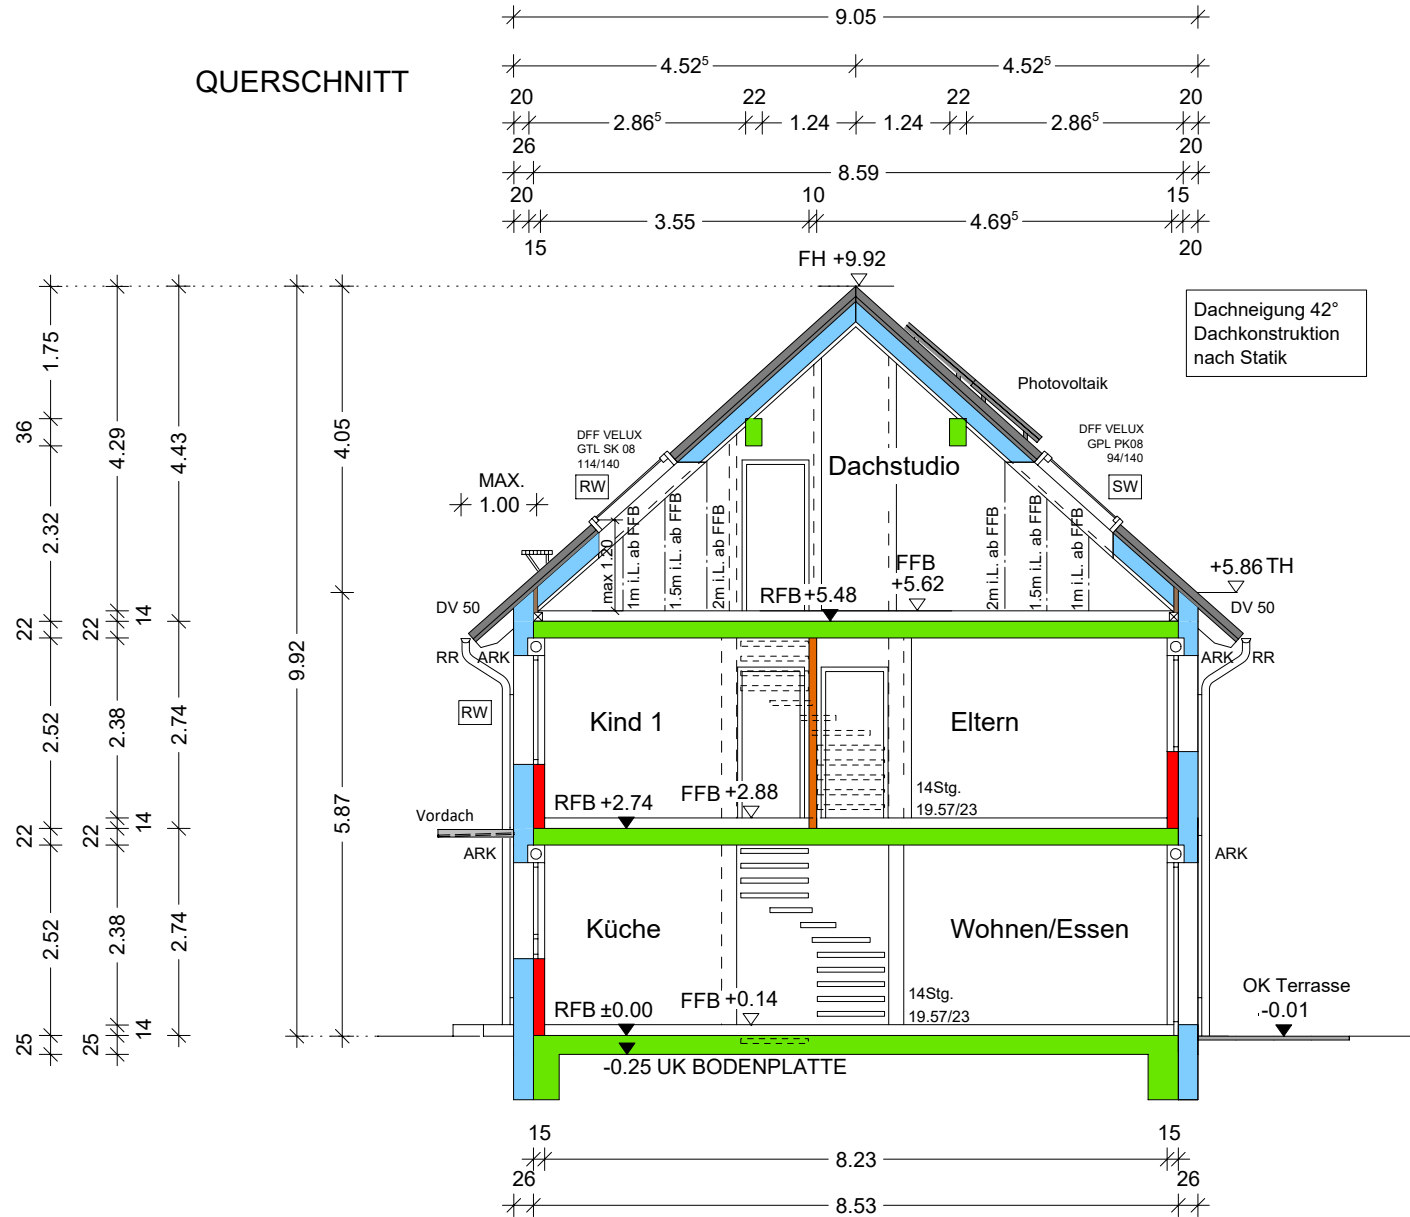 QUERSCHNITT
9.05
4.52⁵ 4.52⁵
20 22 22 20
2.86⁵ 1.24 1.24 2.86⁵
26 20
8.59
20 10 15
3.55 4.69⁵
15 20
FH +9.92
Dachneigung 42°
Dachkonstruktion
nach Statik
Photovoltaik
DFF VELUX
GTL SK 08
114/140
RW
DFF VELUX
GPL PK08
94/140
SW
MAX.
1.00
Dachstudio
max 1.20
1m i.L. ab FFB
1.5m i.L. ab FFB
2m i.L. ab FFB
2m i.L. ab FFB
1.5m i.L. ab FFB
1m i.L. ab FFB
FFB
+5.62
RFB +5.48
+5.86 TH
DV 50
DV 50
RR ARK
ARK RR
RW
Kind 1
Eltern
14Stg.
19.57/23
RFB +2.74
FFB +2.88
Vordach
ARK
ARK
Küche
Wohnen/Essen
14Stg.
19.57/23
RFB ±0.00
FFB +0.14
OK Terrasse
-0.01
-0.25 UK BODENPLATTE
1.75
36
2.32
22
2.52
22
2.52
25
4.29
14
22
2.38
14
22
2.38
14
25
4.43
2.74
2.74
9.92
4.05
5.87
15 15
8.23
26 26
8.53